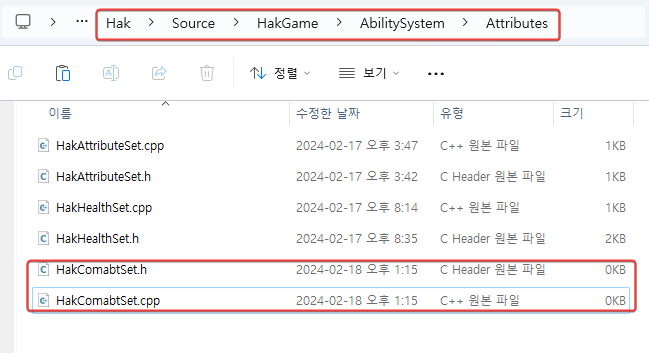 ··· Hak > Source > HakGame > AbilitySystem > Attributes
정렬 보기 ···
이름 수정한 날짜 유형 크기
HakAttributeSet.cpp 2024-02-17 오후 3:47 C++ 원본 파일 1KB
HakAttributeSet.h 2024-02-17 오후 3:42 C Header 원본 파일 1KB
HakHealthSet.cpp 2024-02-17 오후 8:14 C++ 원본 파일 1KB
HakHealthSet.h 2024-02-17 오후 8:35 C Header 원본 파일 2KB
HakComabtSet.h 2024-02-18 오후 1:15 C Header 원본 파일 0KB
HakComabtSet.cpp 2024-02-18 오후 1:15 C++ 원본 파일 0KB